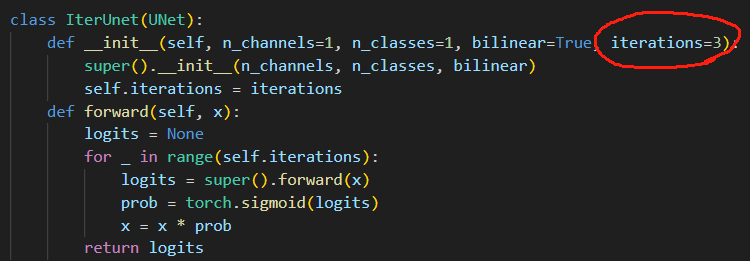 class IterUnet(UNet):
def __init__(self, n_channels=1, n_classes=1, bilinear=True, iterations=3):
super().__init__(n_channels, n_classes, bilinear)
self.iterations = iterations
def forward(self, x):
logits = None
for _ in range(self.iterations):
logits = super().forward(x)
prob = torch.sigmoid(logits)
x = x * prob
return logits